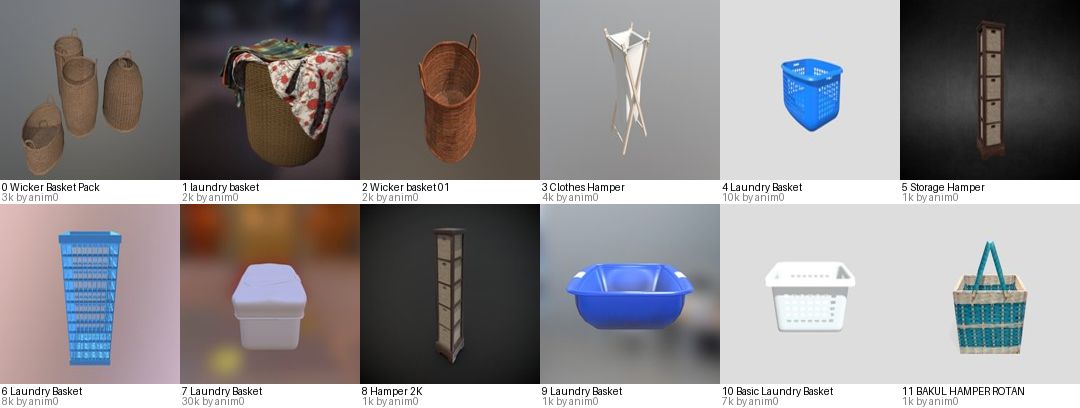 0 Wicker Basket Pack
3k by anim0
1 laundry basket
2k by anim0
2 Wicker basket 01
2k by anim0
3 Clothes Hamper
4k by anim0
4 Laundry Basket
10k by anim0
5 Storage Hamper
1k by anim0
6 Laundry Basket
8k by anim0
7 Laundry Basket
30k by anim0
8 Hamper 2K
1k by anim0
9 Laundry Basket
1k by anim0
10 Basic Laundry Basket
7k by anim0
11 BAKUL HAMPER ROTAN
1k by anim0